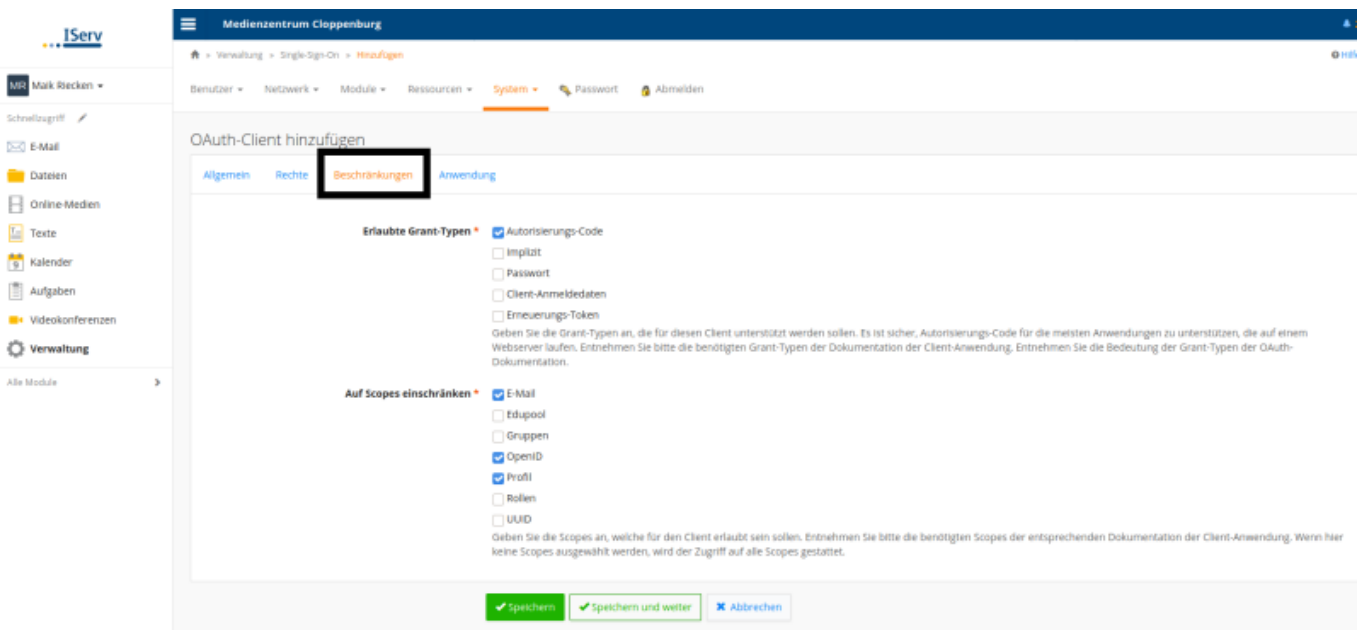 IServ
Medienzentrum Cloppenburg
» Verwaltung » Single-Sign-On » Hinzufügen
Hilfe
MR Maik Riecken
Benutzer Netzwerk Module Ressourcen System Passwort Abmelden
Schnellzugriff
E-Mail
Dateien
Online-Medien
Texte
Kalender
Aufgaben
Videokonferenzen
Verwaltung
Alle Module
OAuth-Client hinzufügen
Allgemein Rechte Beschränkungen Anwendung
Erlaubte Grant-Typen *
Autorisierungs-Code
Implizit
Passwort
Client-Anmeldedaten
Erneuerungs-Token
Geben Sie die Grant-Typen an, die für diesen Client unterstützt werden sollen. Es ist sicher, Autorisierungs-Code für die meisten Anwendungen zu unterstützen, die auf einem
Webserver laufen. Entnehmen Sie bitte die benötigten Grant-Typen der Dokumentation der Client-Anwendung. Entnehmen Sie die Bedeutung der Grant-Typen der OAuth-
Dokumentation.
Auf Scopes einschränken *
E-Mail
Edupool
Gruppen
OpenID
Profil
Rollen
UUID
Geben Sie die Scopes an, welche für den Client erlaubt sein sollen. Entnehmen Sie bitte die benötigten Scopes der entsprechenden Dokumentation der Client-Anwendung. Wenn hier
keine Scopes ausgewählt werden, wird der Zugriff auf alle Scopes gestattet.
Speichern Speichern und weiter Abbrechen